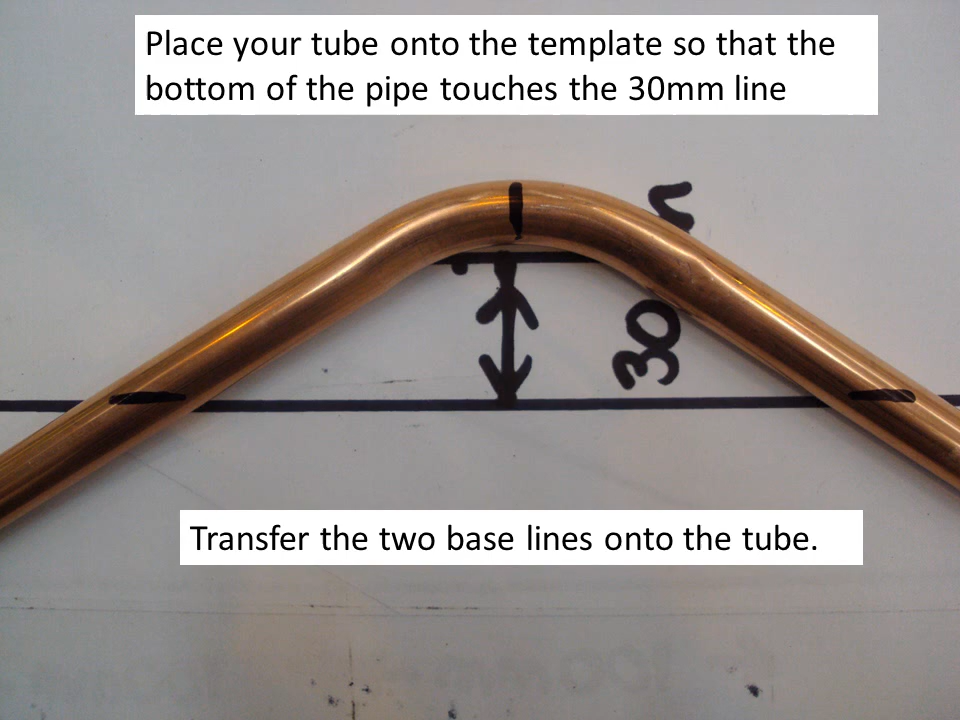 Place your tube onto the template so that the
bottom of the pipe touches the 30mm line
30
Transfer the two base lines onto the tube.